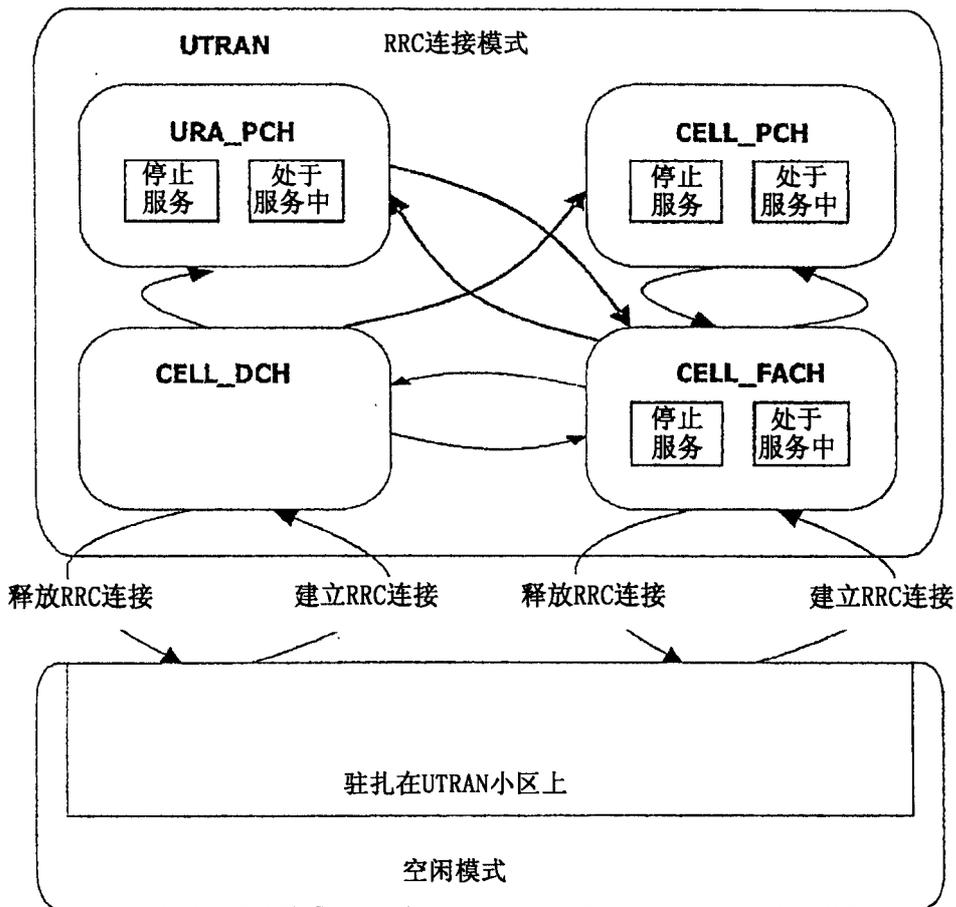 UTRAN RRC连接模式
URA_PCH
停止
服务
处于
服务中
CELL_PCH
停止
服务
处于
服务中
CELL_DCH
CELL_FACH
停止
服务
处于
服务中
释放RRC连接
建立RRC连接
释放RRC连接
建立RRC连接
驻扎在UTRAN小区上
空闲模式